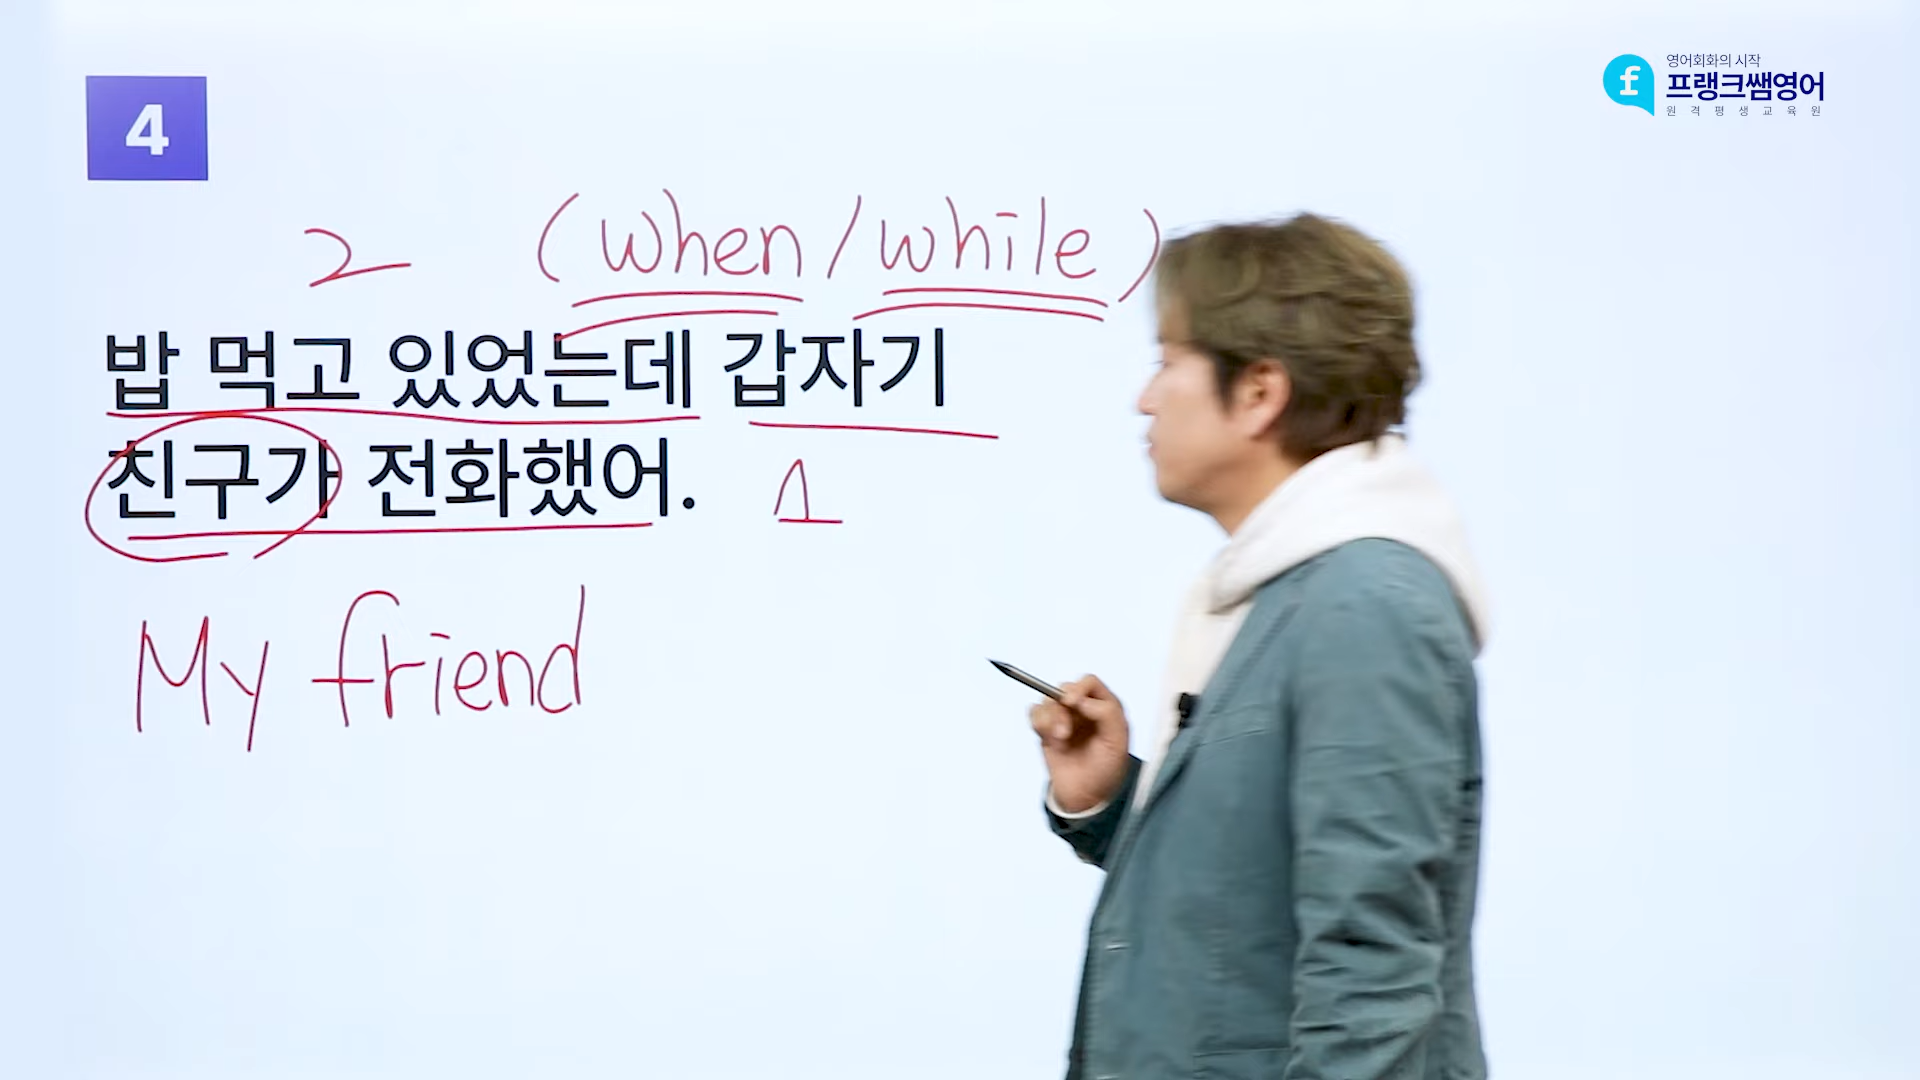 4
영어회화의 시작
프랭크쌤영어
원격평생교육원
2 (when/while)
밥 먹고 있었는데 갑자기
친구가 전화했어. 1
My friend